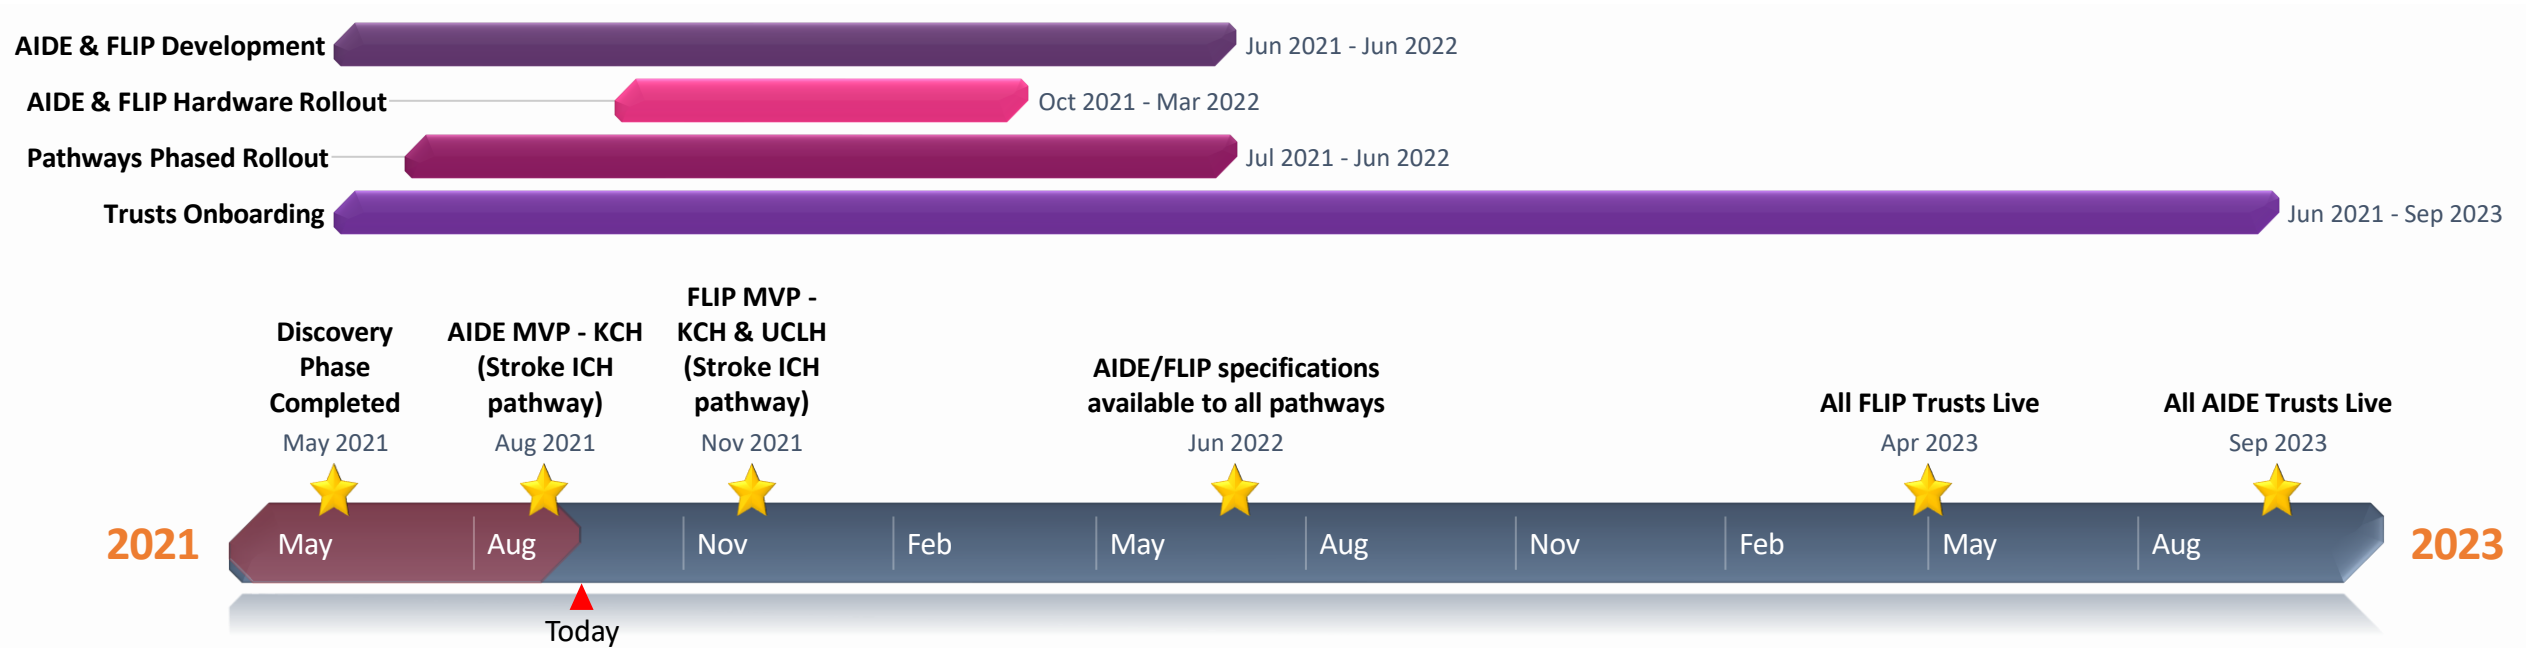 AIDE & FLIP Development
Jun 2021 - Jun 2022
AIDE & FLIP Hardware Rollout
Oct 2021 - Mar 2022
Pathways Phased Rollout
Jul 2021 - Jun 2022
Trusts Onboarding
Jun 2021 - Sep 2023
Discovery
Phase
Completed
May 2021
AIDE MVP - KCH
(Stroke ICH
pathway)
Aug 2021
FLIP MVP -
KCH & UCLH
(Stroke ICH
pathway)
Nov 2021
AIDE/FLIP specifications
available to all pathways
Jun 2022
All FLIP Trusts Live
Apr 2023
All AIDE Trusts Live
Sep 2023
2021
May
Aug
Nov
Feb
May
Aug
Nov
Feb
May
Aug
2023
Today